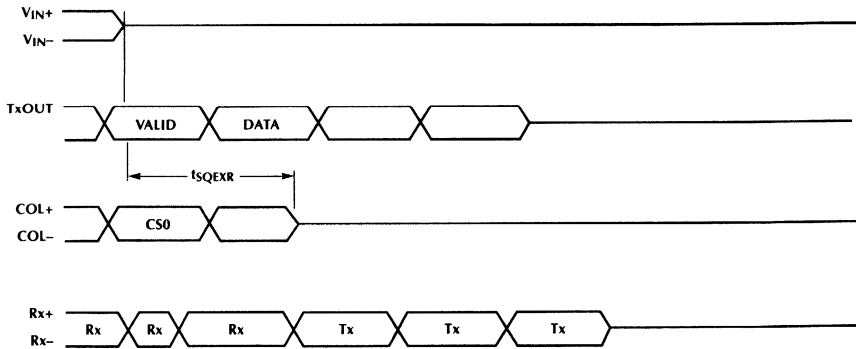 VIN+
VIN–
TxOUT
VALID DATA
tSQEXR
COL+
COL–
CS0
Rx+
Rx–
Rx Rx Rx Tx Tx Tx